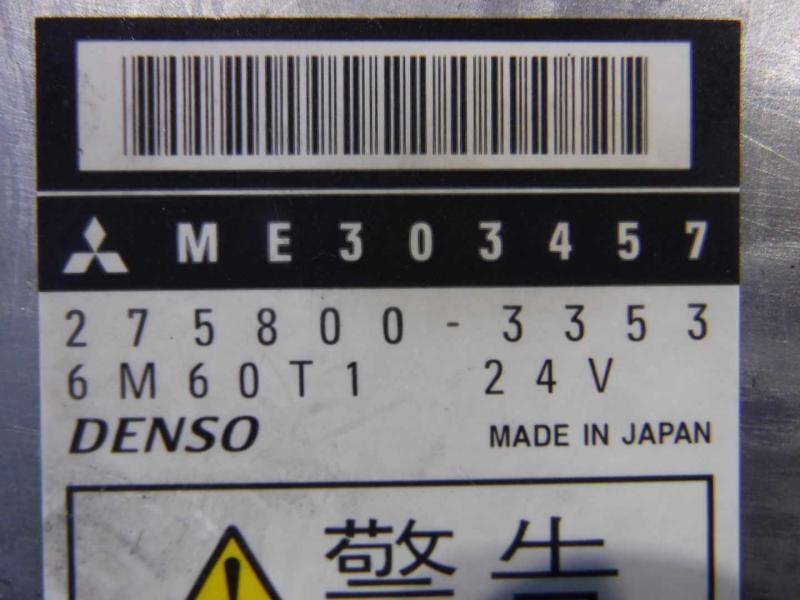 ME303457
275800-3353
6M60T1 24V
DENSO
MADE IN JAPAN
警告